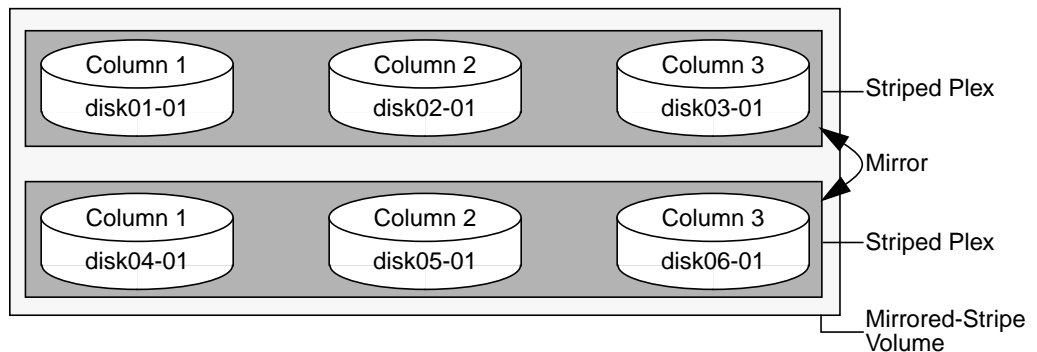 Column 1
Column 2
Column 3
disk01-01
disk02-01
disk03-01
Striped Plex
Mirror
Column 1
Column 2
Column 3
disk04-01
disk05-01
disk06-01
Striped Plex
Mirrored-Stripe
Volume